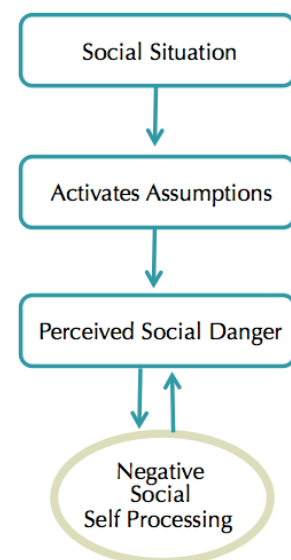 Social Situation
Activates Assumptions
Perceived Social Danger
Negative
Social
Self Processing